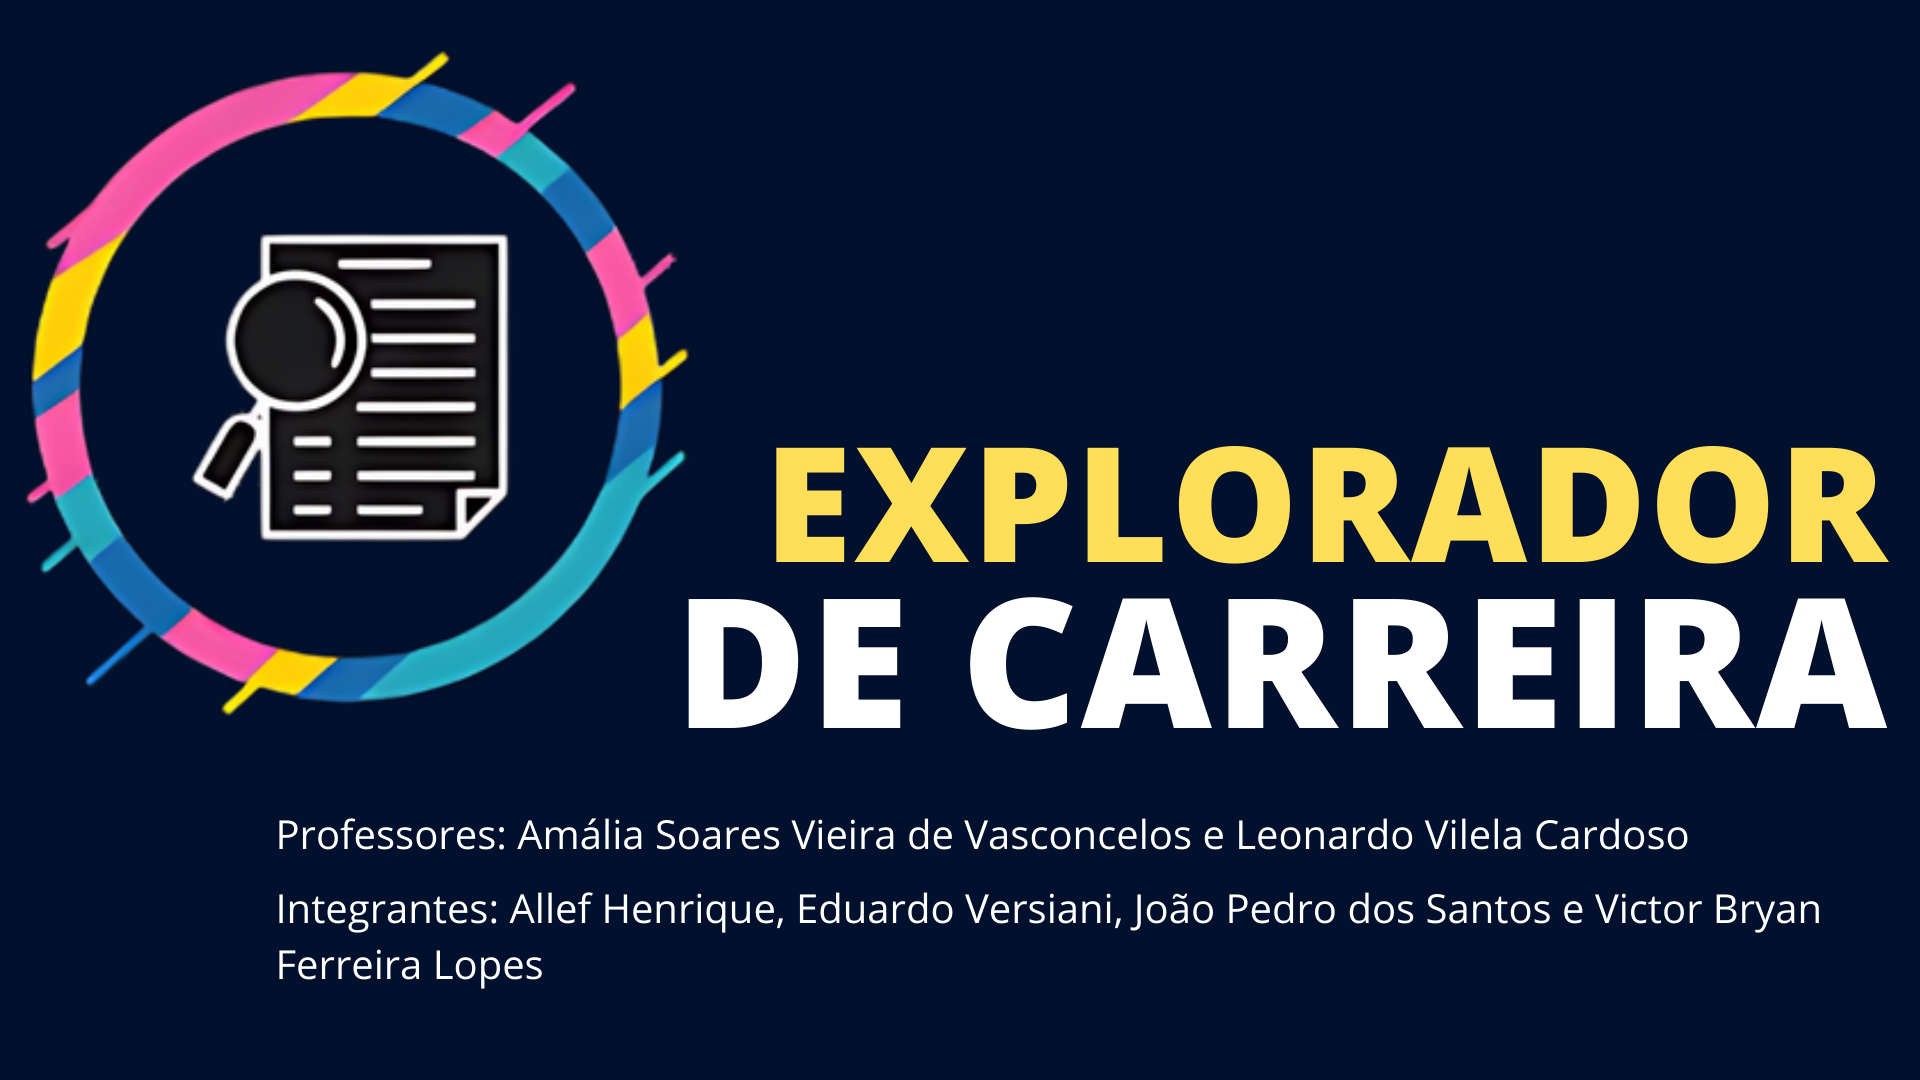 EXPLORADOR
DE CARREIRA
Professores: Amália Soares Vieira de Vasconcelos e Leonardo Vilela Cardoso
Integrantes: Allef Henrique, Eduardo Versiani, João Pedro dos Santos e Victor Bryan
Ferreira Lopes